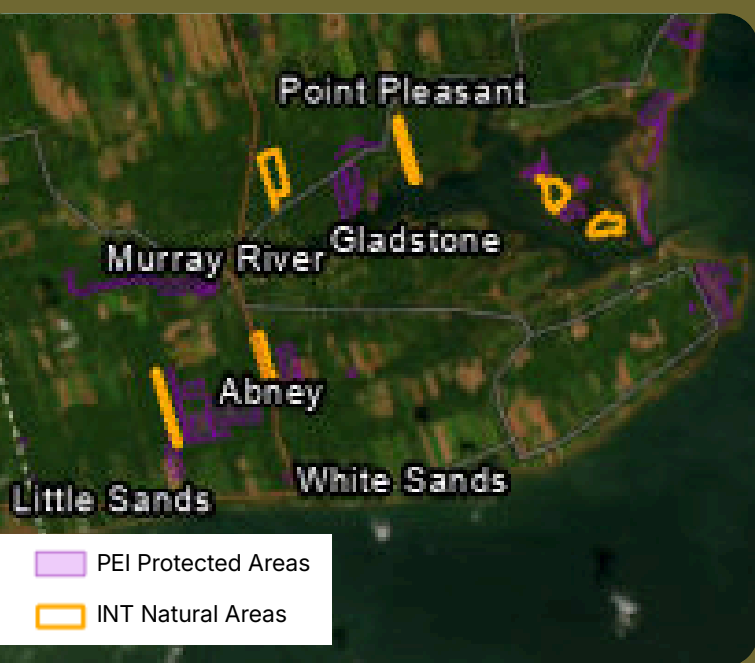 Point Pleasant
Gladstone
Murray River
Abney
White Sands
Little Sands
PEI Protected Areas
INT Natural Areas